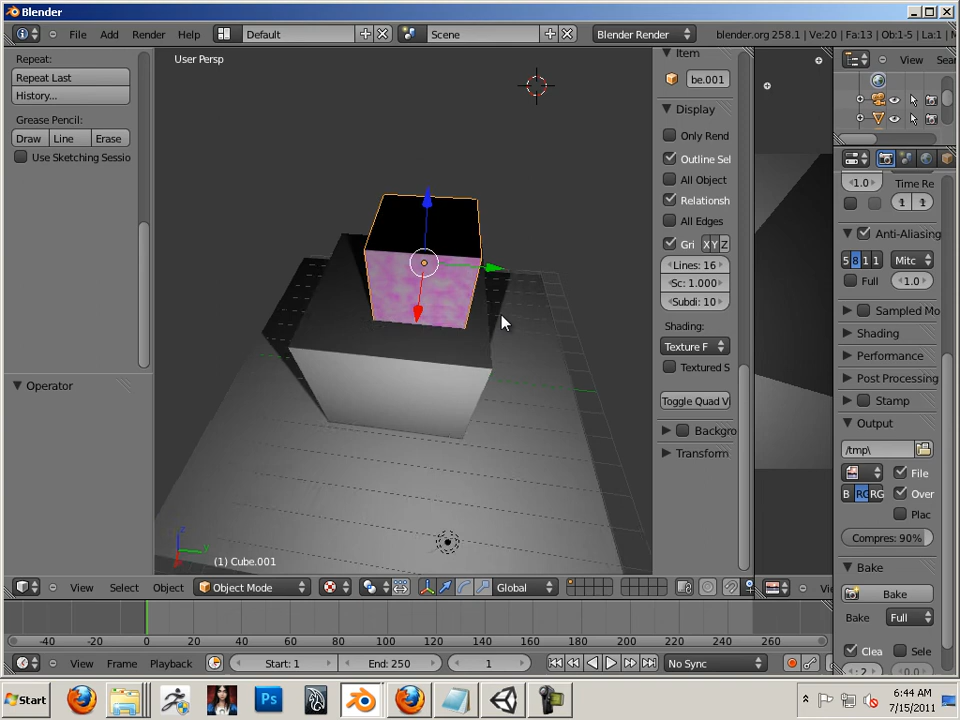 Blender
File Add Render Help Default Scene Blender Render blender.org 258.1 | Ve:20 | Fa:13 | Ob:1-5 | La:1 |
Repeat:
Repeat Last
History...
Grease Pencil:
Draw Line Erase
Use Sketching Sessio
Operator
User Persp
(1) Cube.001
Item
be.001
Display
Only Rend
Outline Sel
All Object
Relationsh
All Edges
Gri X Y Z
Lines: 16
Sc: 1.000
Subdi: 10
Shading:
Texture F
Textured S
Toggle Quad V
Backgro
Transform
View Sea
1.0 Time Re
1 1
Anti-Aliasing
5 8 1 1 Mitc
Full 1.0
Sampled Mo
Shading
Performance
Post Processing
Stamp
Output
/tmp\
File
B RG RG Over
Plac
Compres: 90%
Bake
Bake
Bake Full
Clea Sele
View Select Object Object Mode Global Vie
-40 -20 0 20 40 60 80 100 120 140 160 180 200 220 240 260
View Frame Playback Start: 1 End: 250 1 No Sync
Start Ps 6:44 AM
7/15/2011